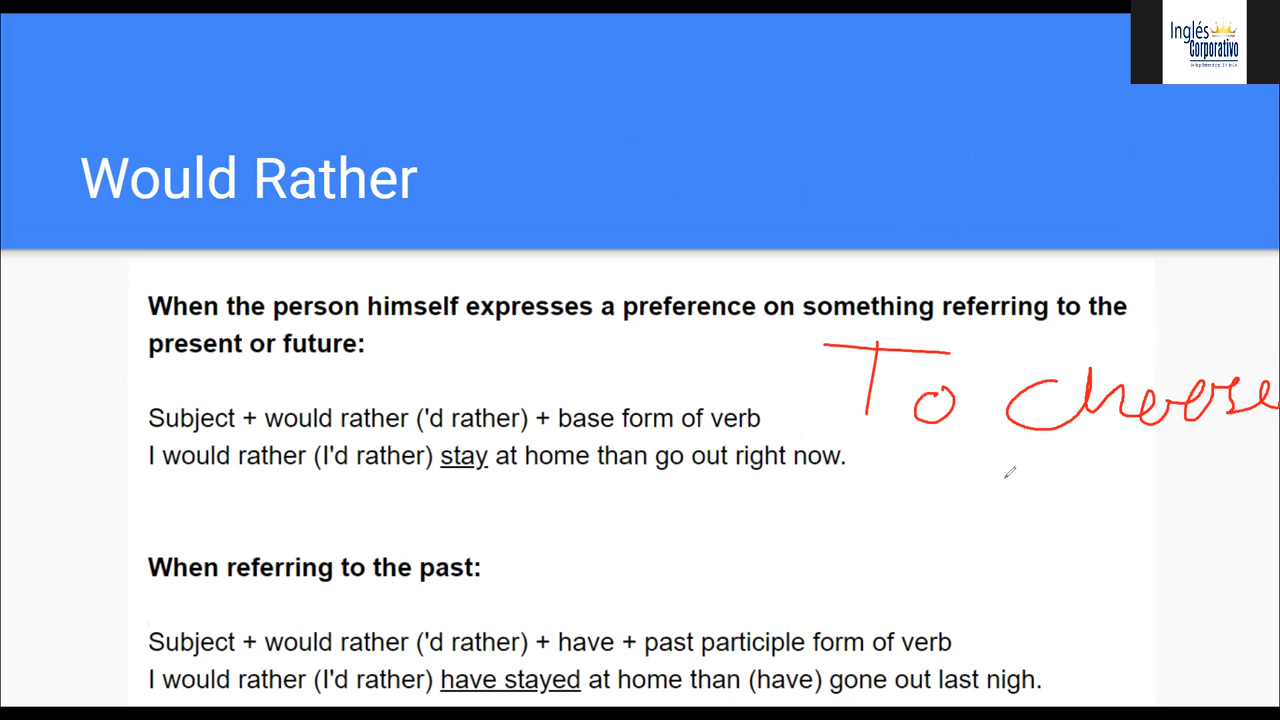 Inglés
Corporativo
Would Rather
When the person himself expresses a preference on something referring to the
present or future:
To choose
Subject + would rather ('d rather) + base form of verb
I would rather (I'd rather) stay at home than go out right now.
When referring to the past:
Subject + would rather ('d rather) + have + past participle form of verb
I would rather (I'd rather) have stayed at home than (have) gone out last nigh.